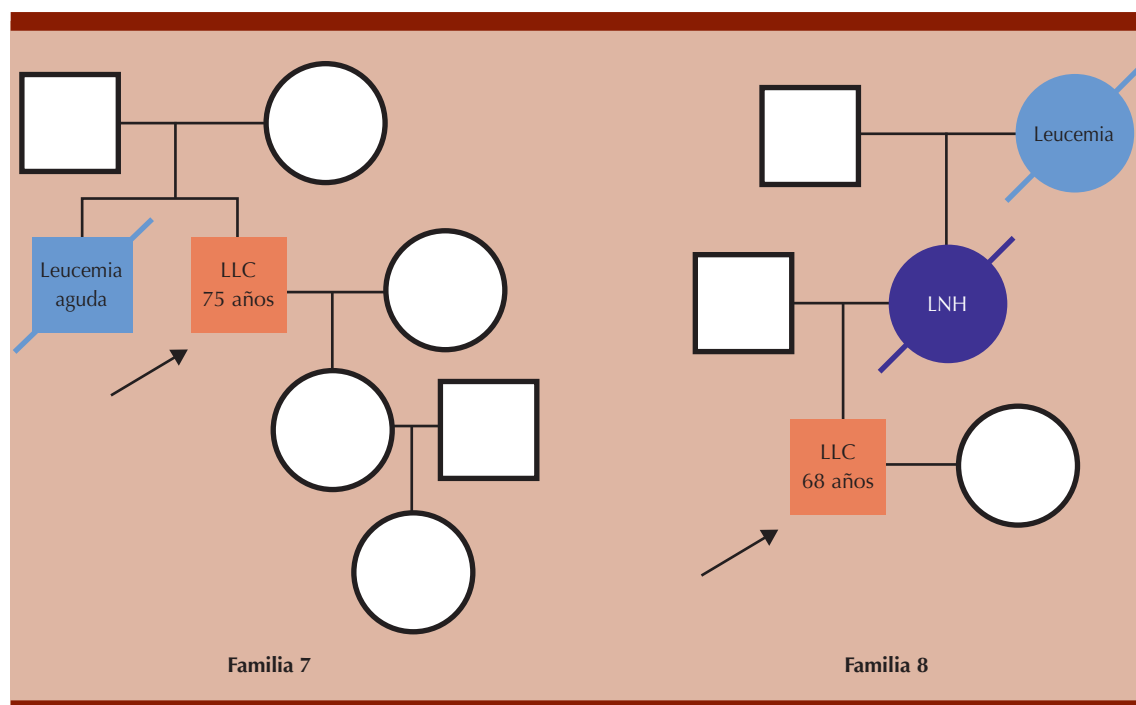 Leucemia
aguda
LLC
75 años
Familia 7
Leucemia
LNH
LLC
68 años
Familia 8